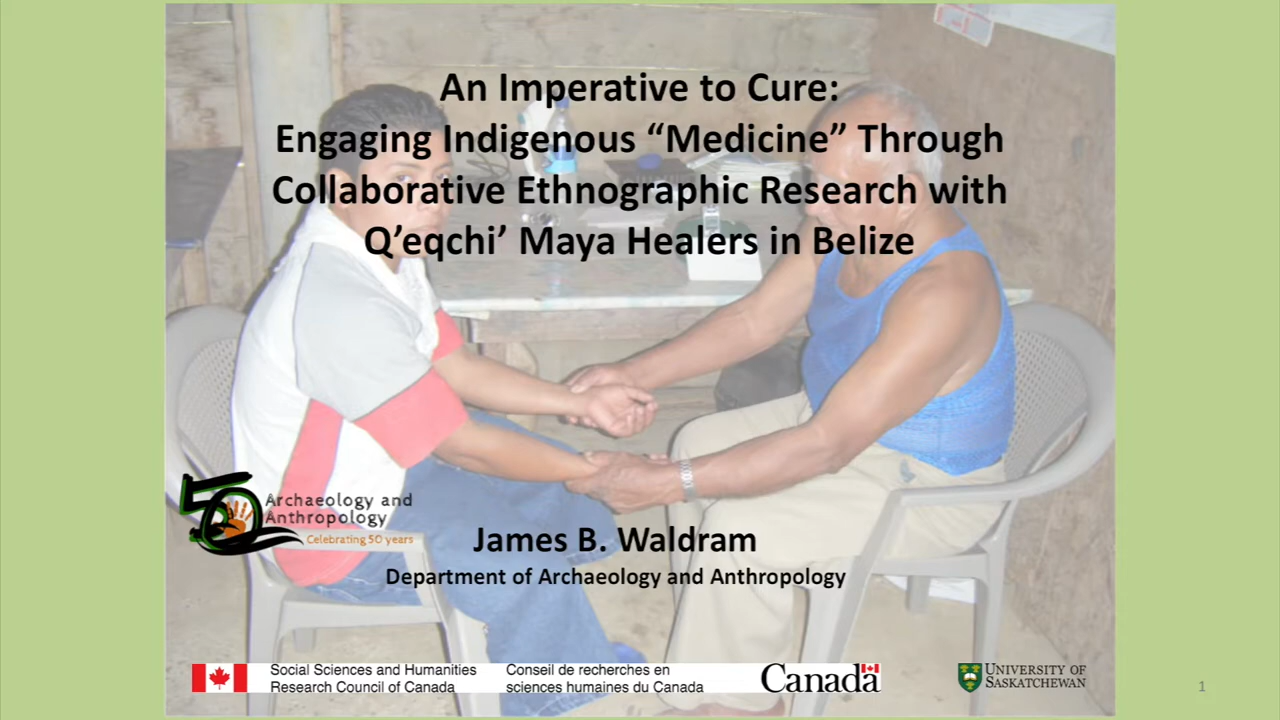 An Imperative to Cure:
Engaging Indigenous “Medicine” Through
Collaborative Ethnographic Research with
Q’eqchi’ Maya Healers in Belize
50
Archaeology and
Anthropology
Celebrating 50 years
James B. Waldram
Department of Archaeology and Anthropology
Social Sciences and Humanities
Research Council of Canada
Conseil de recherches en
sciences humaines du Canada
Canada
UNIVERSITY OF
SASKATCHEWAN
1